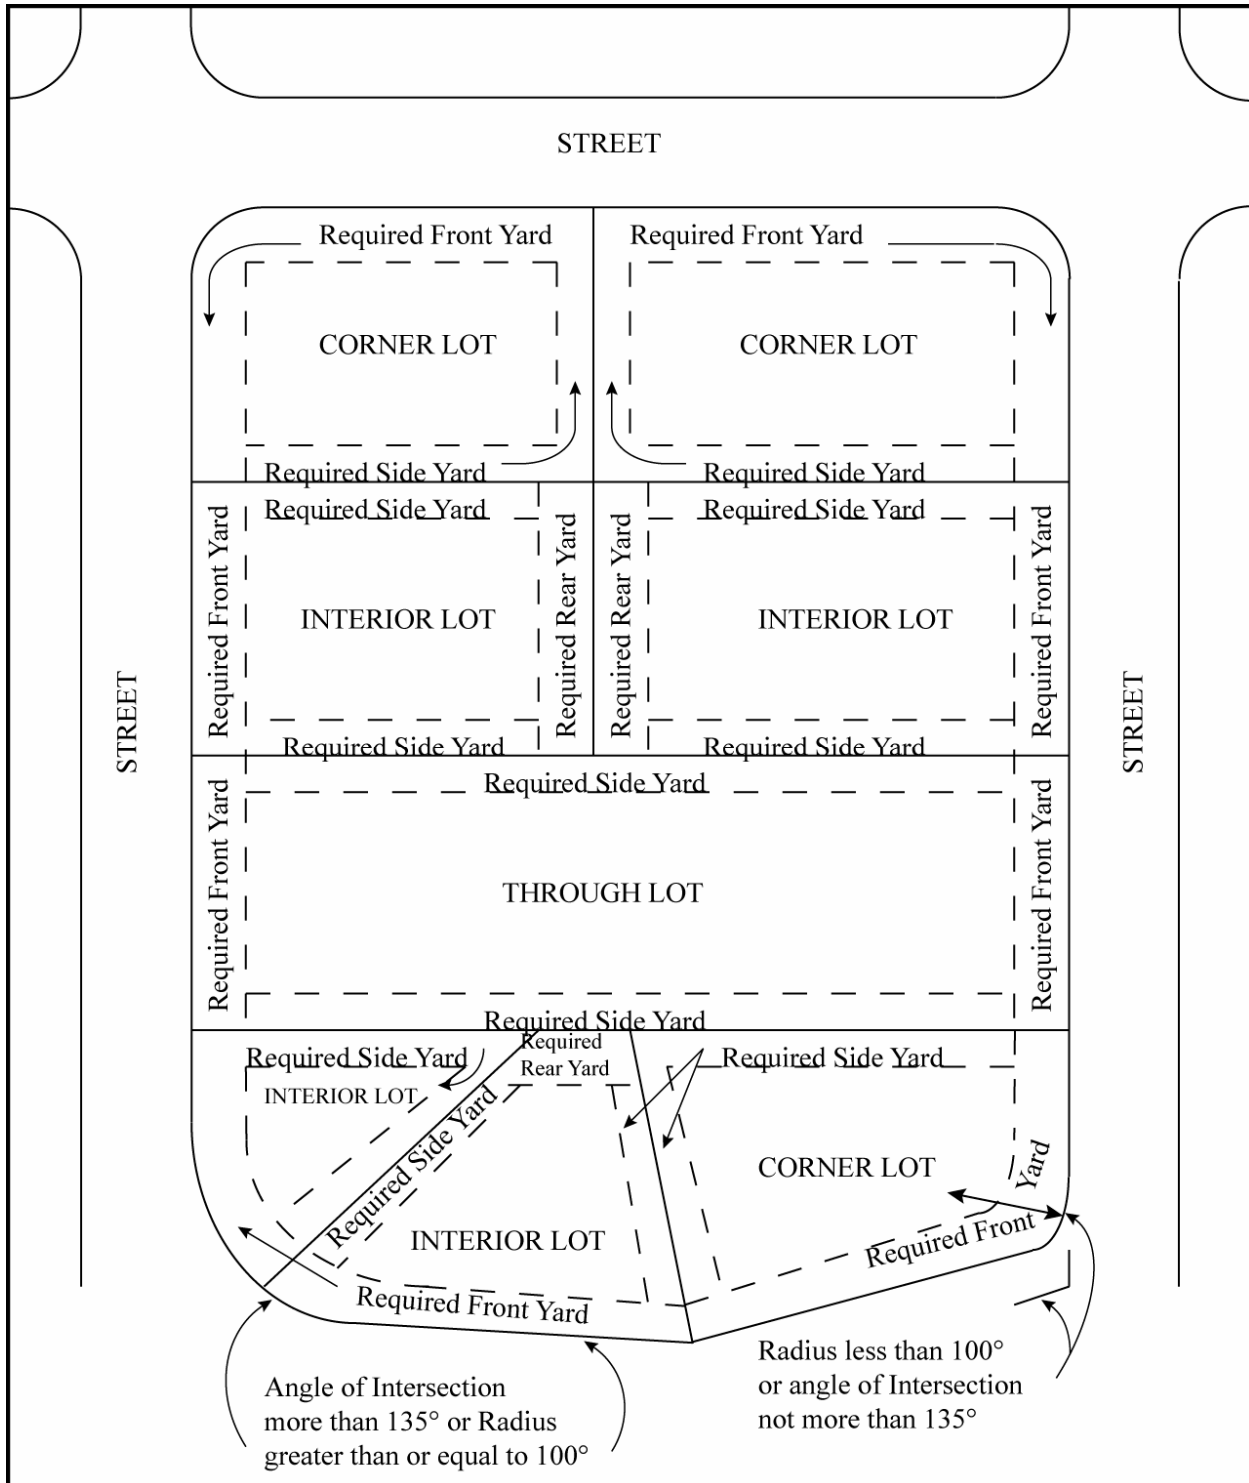 STREET
Required Front Yard
Required Front Yard
CORNER LOT
CORNER LOT
Required Side Yard
Required Side Yard
Required Side Yard
Required Side Yard
Required Front Yard
INTERIOR LOT
Required Rear Yard
Required Rear Yard
INTERIOR LOT
Required Front Yard
STREET
STREET
Required Side Yard
Required Side Yard
Required Side Yard
Required Front Yard
THROUGH LOT
Required Front Yard
Required Side Yard
Required Side Yard
Required
Rear Yard
Required Side Yard
INTERIOR LOT
Required Side Yard
CORNER LOT
Yard
INTERIOR LOT
Required Front
Required Front Yard
Radius less than 100°
or angle of Intersection
not more than 135°
Angle of Intersection
more than 135° or Radius
greater than or equal to 100°